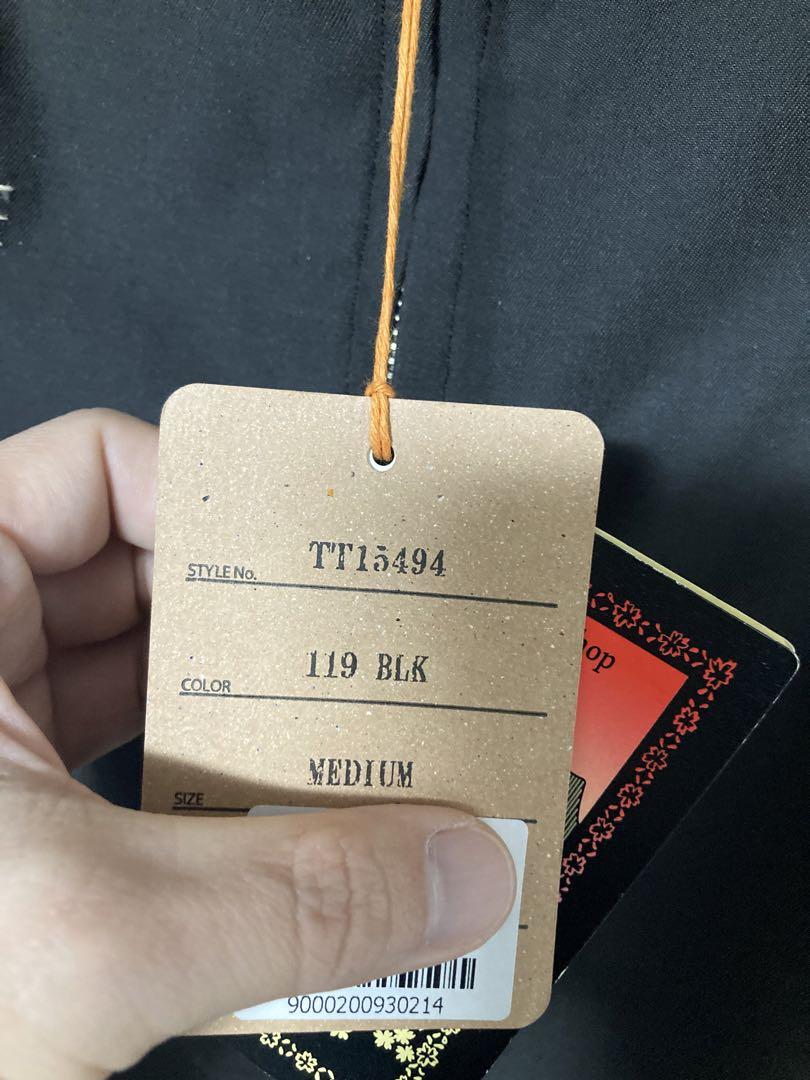 STYLE No. TT15494
COLOR 119 BLK
SIZE MEDIUM
9000200930214